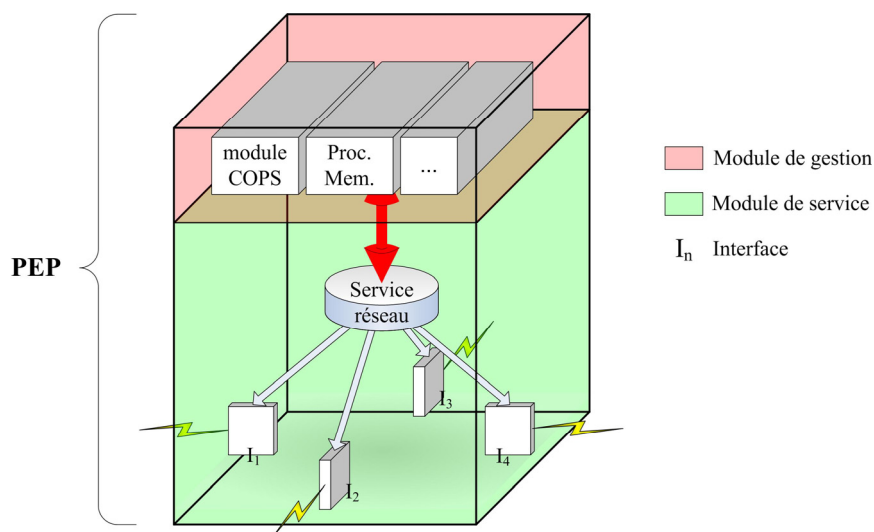 PEP
module
COPS
Proc.
Mem.
...
Service
réseau
I1
I2
I3
I4
Module de gestion
Module de service
In Interface